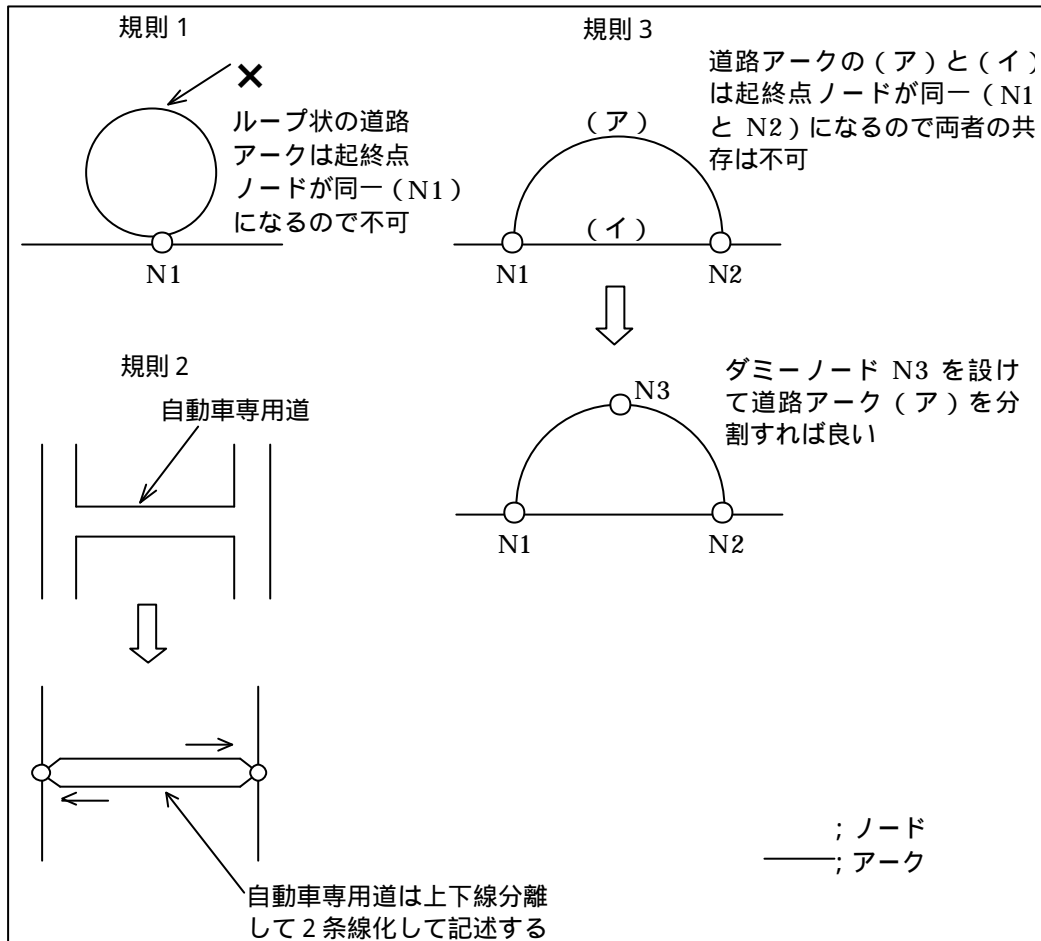 規則 1
×
ループ状の道路
アークは起終点
ノードが同一 (N1)
になるので不可
N1
規則 2
自動車専用道
自動車専用道は上下線分離
して 2 条線化して記述する
規則 3
道路アークの ( ア ) と ( イ )
は起終点ノードが同一 ( N1
と N2 ) になるので両者の共
存は不可
( ア )
( イ )
N1 N2
ダミーノード N3 を設け
て道路アーク ( ア ) を分
割すれば良い
N3
N1 N2
; ノード
; アーク